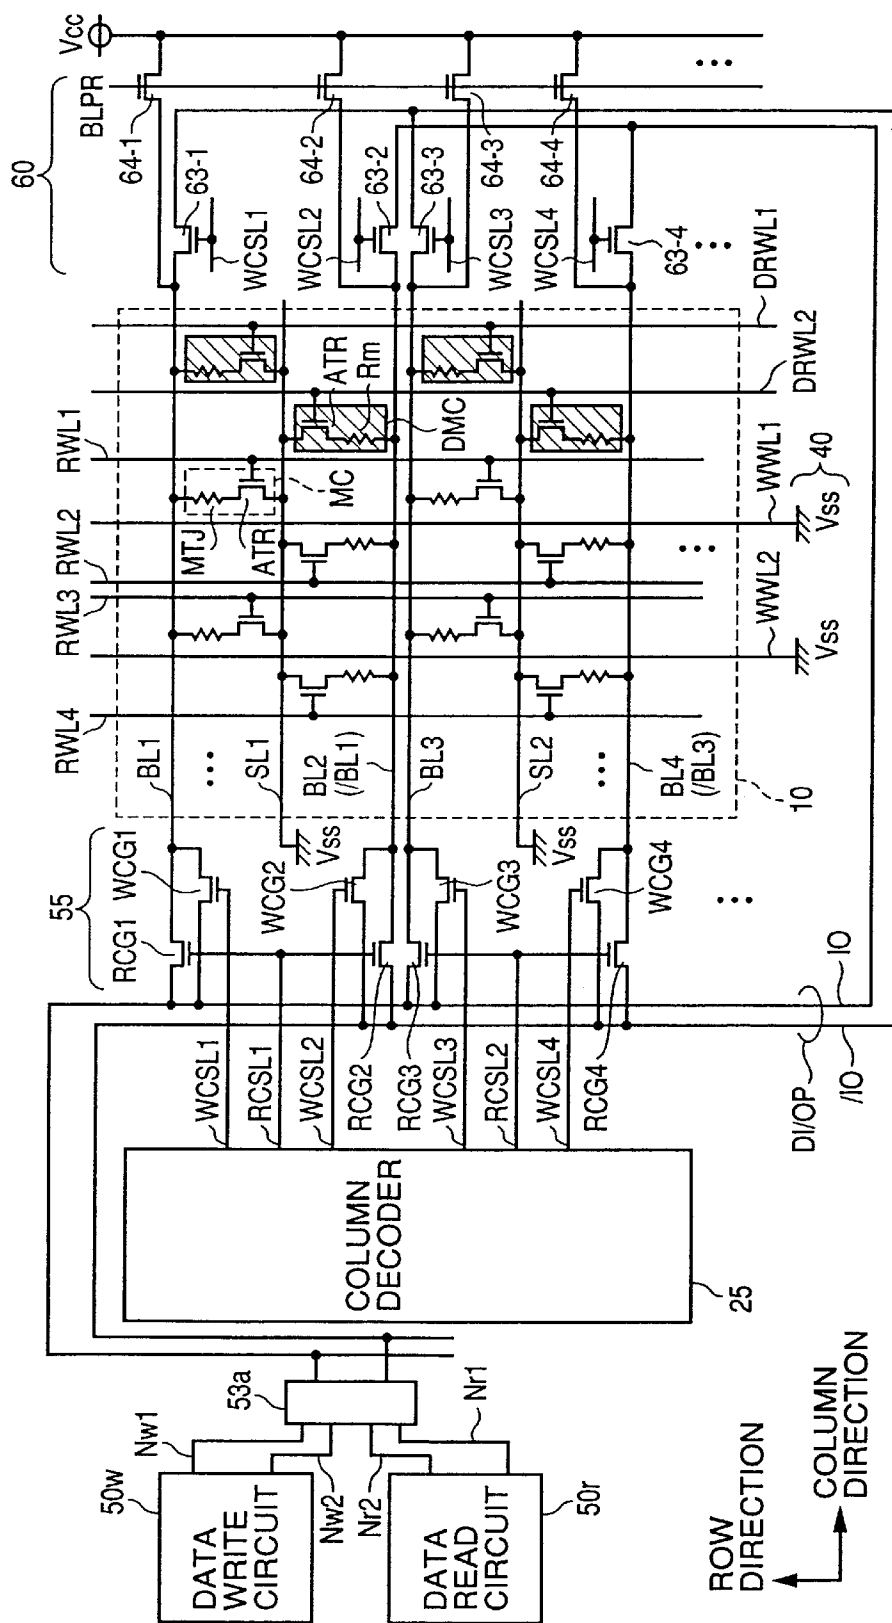 60
BLPR
Vcc
64-1
63-1
WCSL1
WCSL2
64-2
63-2
63-3
64-3
WCSL3
WCSL4
64-4
63-4
...
...
DRWL1
DRWL2
RWL1
RWL2
RWL3
RWL4
MTJ
ATR
MC
ATR
Rm
DMC
WWL1
40
Vss
WWL2
Vss
...
BL1
...
SL1
BL2
(/BL1)
BL3
SL2
...
BL4
(/BL3)
10
Vss
Vss
55
RCG1
WCG1
WCG2
WCG3
WCG4
...
WCSL1
RCSL1
WCSL2
RCG2
RCG3
WCSL3
RCSL2
WCSL4
RCG4
IO
/IO
DI/OP
COLUMN
DECODER
25
53a
Nw1
Nw2
Nr2
Nr1
50w
DATA
WRITE
CIRCUIT
DATA
READ
CIRCUIT
50r
ROW
DIRECTION
COLUMN
DIRECTION